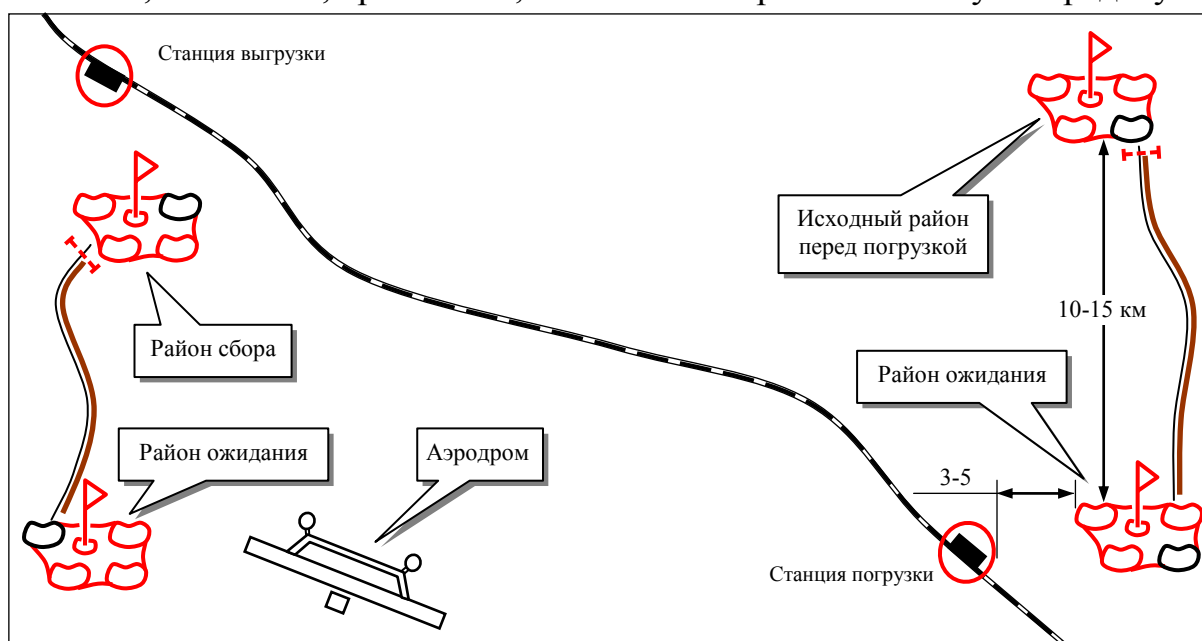 Станция выгрузки
Исходный район
перед погрузкой
10-15 км
Район сбора
Район ожидания
Район ожидания
Аэродром
3-5
Станция погрузки